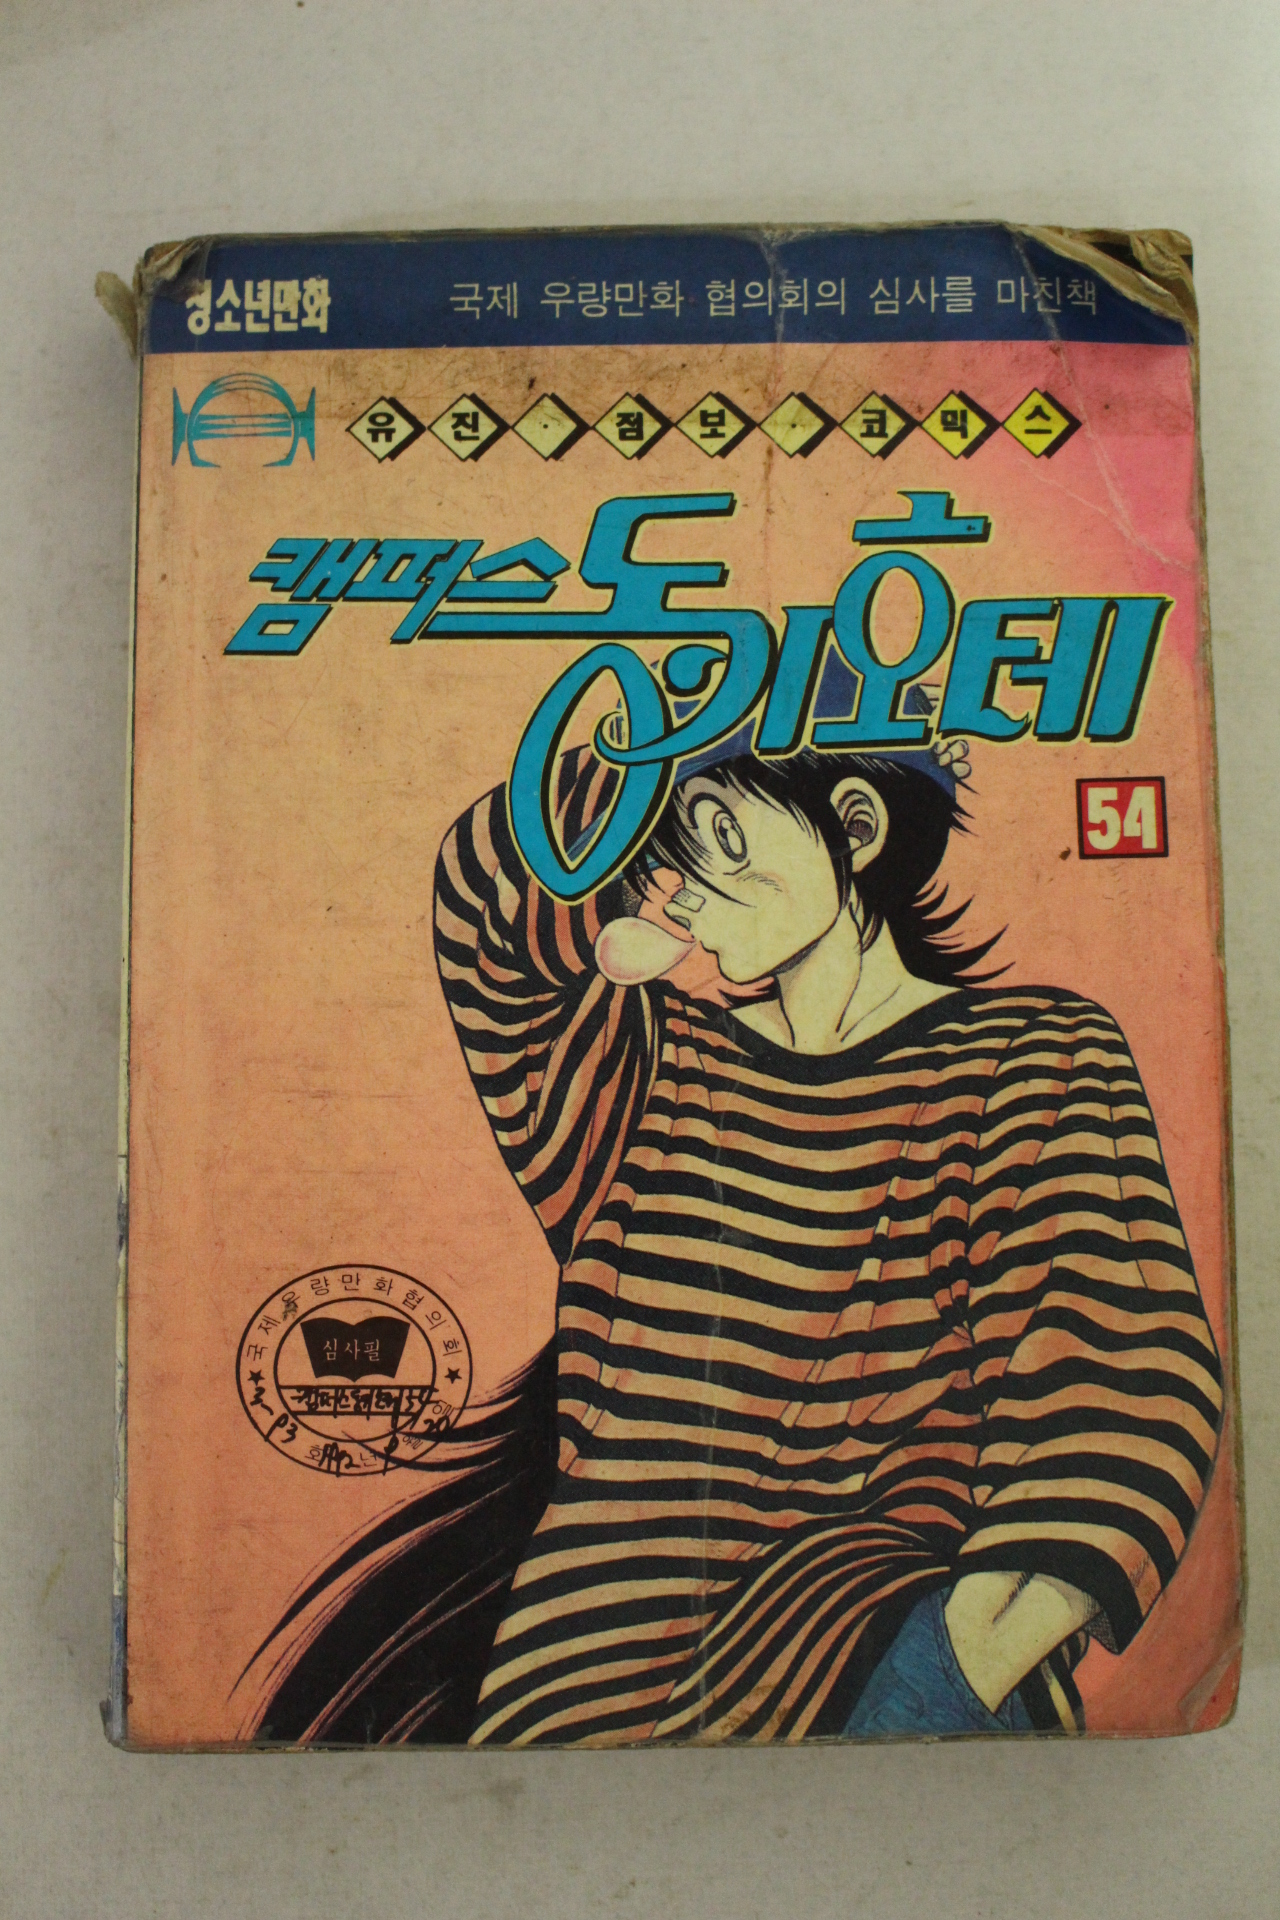 청소년만화
국제 우량만화 협의회의 심사를 마친책
유진·점보·코믹스
캠퍼스 동키호테
54
국제우량만화협의회
심사필